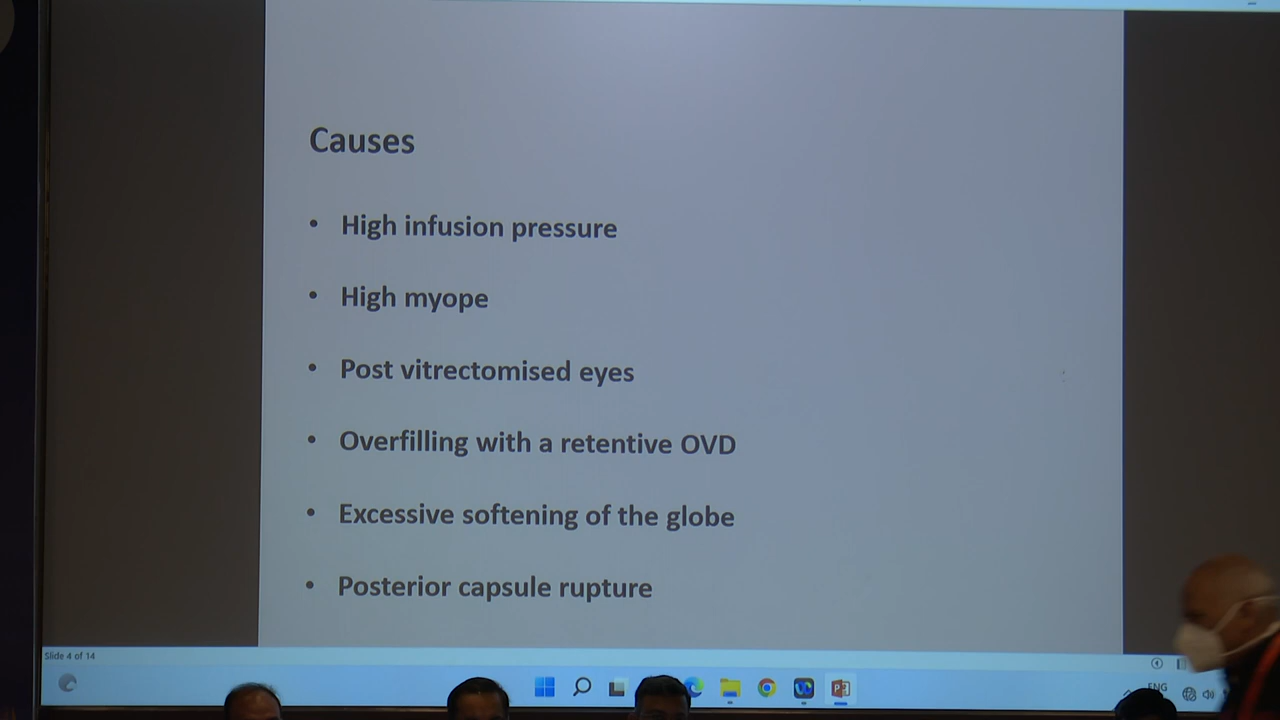 Causes
• High infusion pressure
• High myope
• Post vitrectomised eyes
• Overfilling with a retentive OVD
• Excessive softening of the globe
• Posterior capsule rupture
Slide 4 of 14
ENG